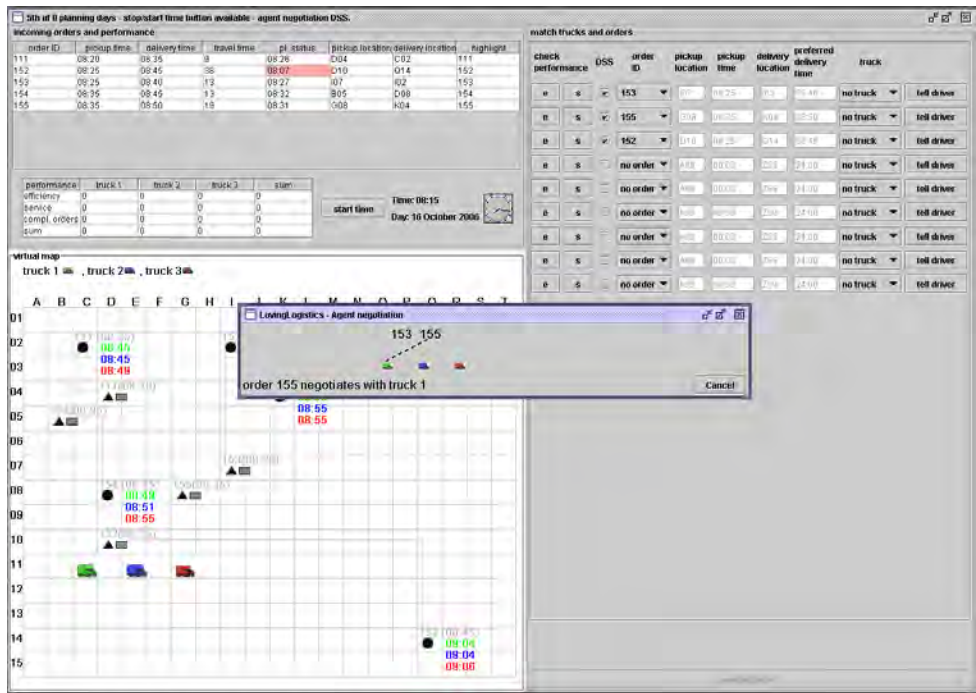 5th of 8 planning days - stop/start time button available - agent negotiation DSS.
incoming orders and performance
order ID pickup time delivery time travel time pl. status pickup location delivery location highlight
111 08:20 08:35 8 08:26 D04 C02 111
152 08:25 08:45 38 08:07 D10 Q14 152
153 08:25 08:40 13 08:27 I07 I02 153
154 08:35 08:45 13 08:32 B05 D08 154
155 08:35 08:50 19 08:31 G08 K04 155
performance truck 1 truck 2 truck 3 sum
efficiency 0 0 0 0
service 0 0 0 0
compl. orders 0 0 0 0
sum 0 0 0 0
start time
Time: 08:15
Day: 16 October 2006
match trucks and orders
check performance DSS order ID pickup location pickup time delivery location preferred delivery time truck
e s 153 no truck tell driver
e s 155 no truck tell driver
e s 152 no truck tell driver
e s no order no truck tell driver
e s no order no truck tell driver
e s no order no truck tell driver
e s no order no truck tell driver
e s no order no truck tell driver
e s no order no truck tell driver
virtual map
truck 1 , truck 2 , truck 3
A B C D E F G H I
01
02
03
04
05
06
07
08
09
10
11
12
13
14
15
08:45
08:49
08:55
08:55
08:49
08:51
08:55
09:04
09:04
09:06
LovingLogistics - Agent negotiation
153 155
order 155 negotiates with truck 1
Cancel